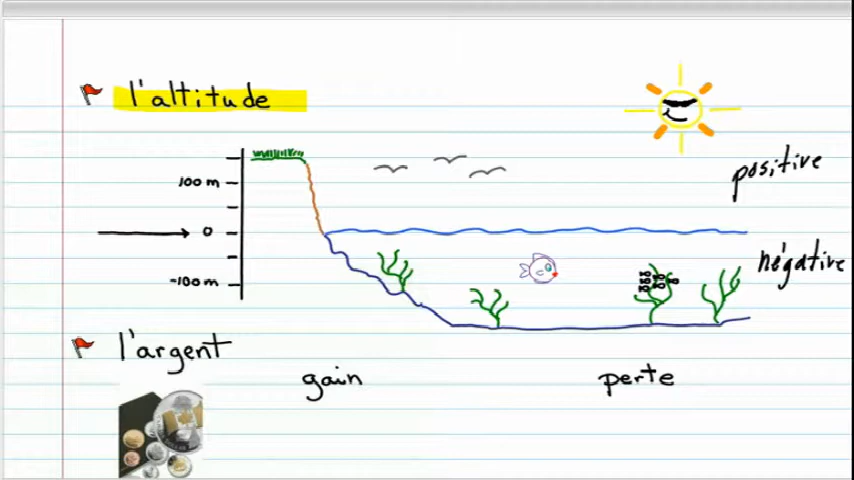 l'altitude
positive
100 m
0
négative
-100 m
l'argent
gain
perte